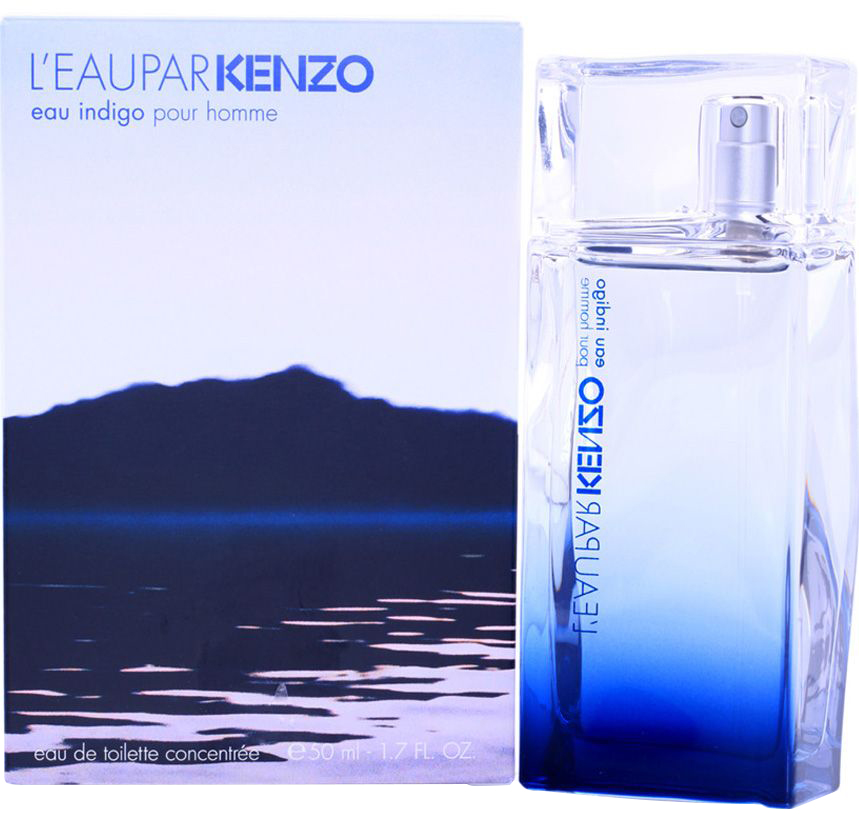 L'EAUPARKENZO
eau indigo pour homme
eau de toilette concentrée ℮50 ml - 1.7 FL. OZ.
L'EAUPARKENZO
eau indigo
pour homme